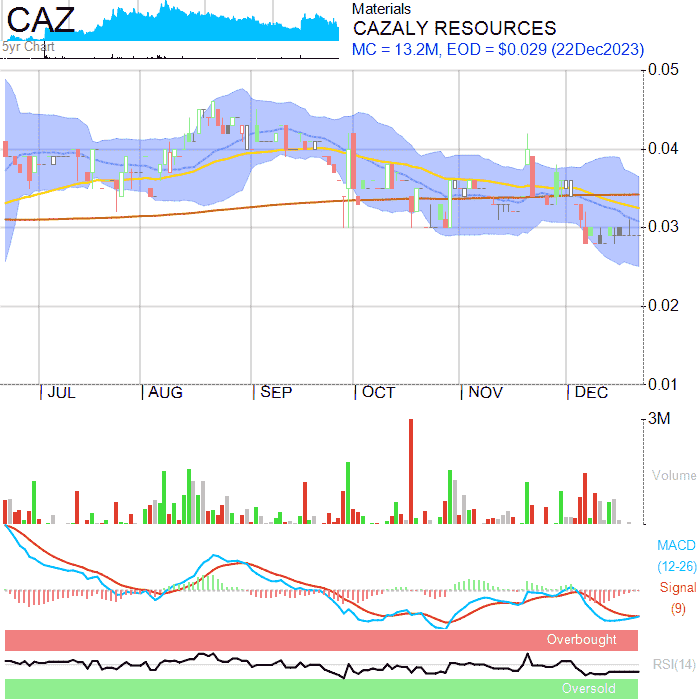 CAZ
5yr Chart
Materials
CAZALY RESOURCES
MC = 13.2M, EOD = $0.029 (22Dec2023)
0.05
0.04
0.03
0.02
0.01
JUL AUG SEP OCT NOV DEC
3M
Volume
MACD
(12-26)
Signal
(9)
Overbought
RSI(14)
Oversold